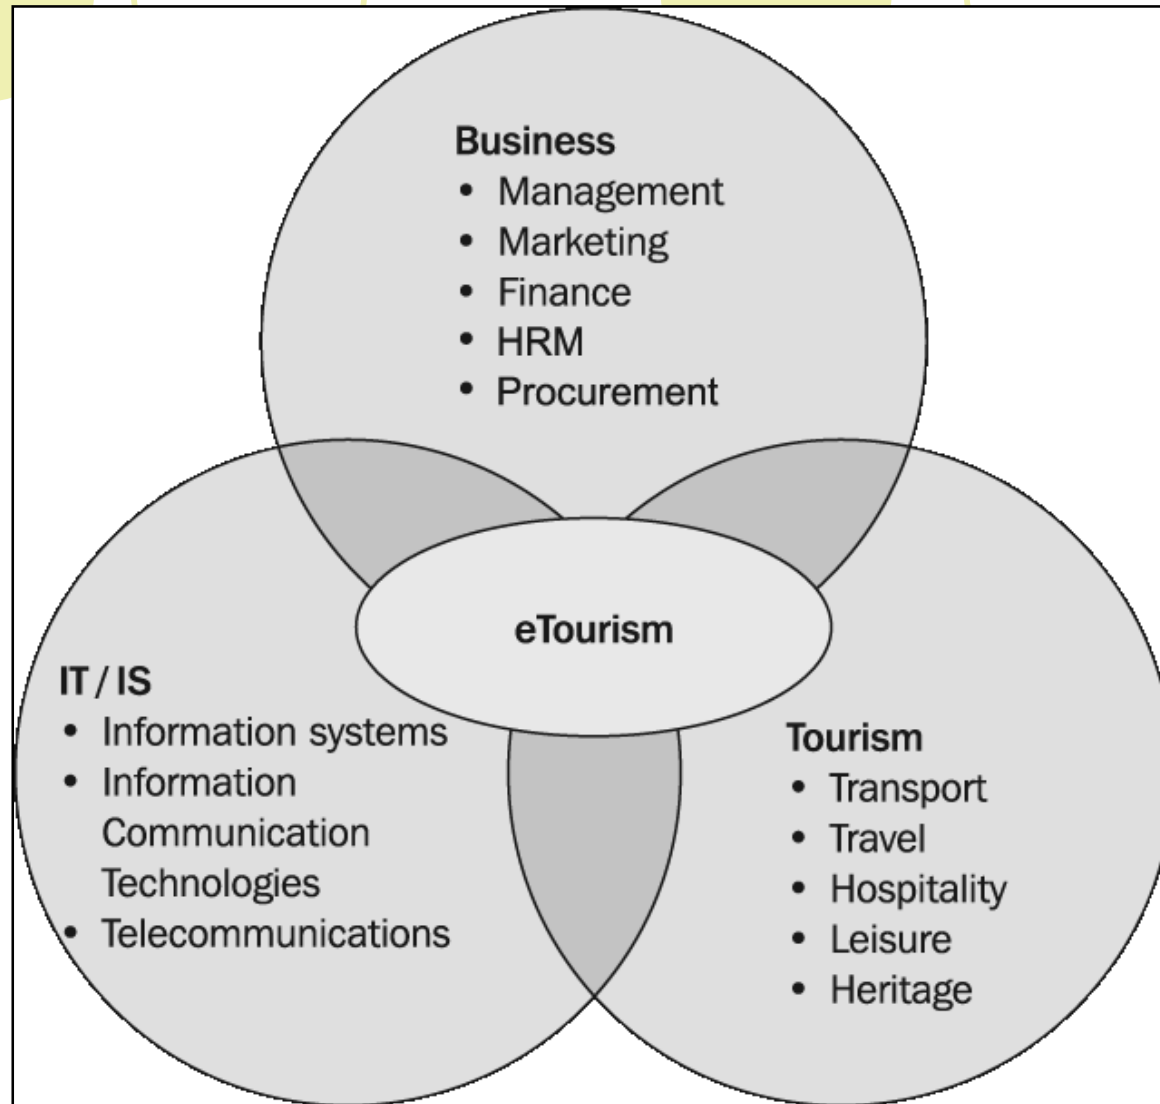 Business
• Management
• Marketing
• Finance
• HRM
• Procurement
eTourism
IT / IS
• Information systems
• Information
Communication
Technologies
• Telecommunications
Tourism
• Transport
• Travel
• Hospitality
• Leisure
• Heritage